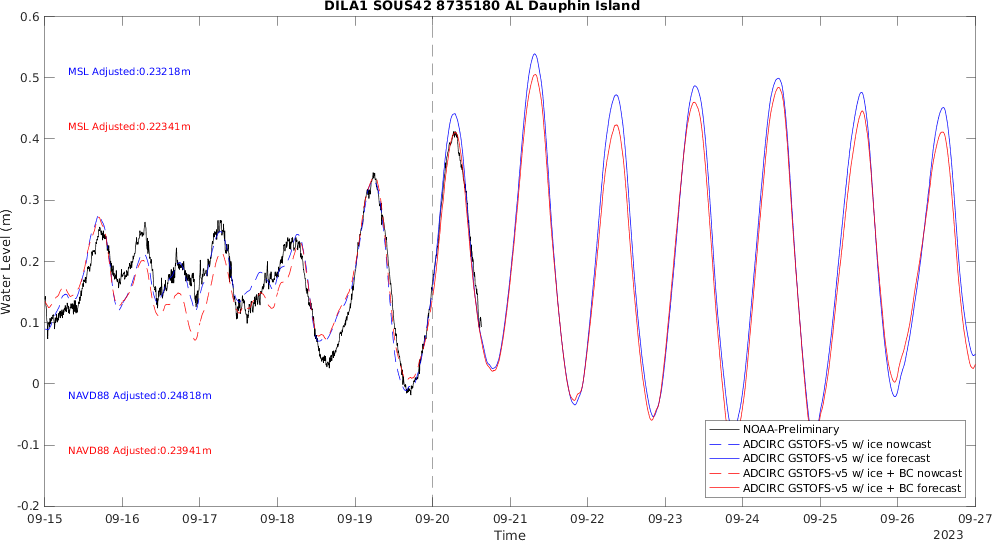 DILA1 SOUS42 8735180 AL Dauphin Island
0.6
0.5
0.4
0.3
0.2
0.1
0
-0.1
-0.2
Water Level (m)
MSL Adjusted:0.23218m
MSL Adjusted:0.22341m
NAVD88 Adjusted:0.24818m
NAVD88 Adjusted:0.23941m
NOAA-Preliminary
ADCIRC GSTOFS-v5 w/ ice nowcast
ADCIRC GSTOFS-v5 w/ ice forecast
ADCIRC GSTOFS-v5 w/ ice + BC nowcast
ADCIRC GSTOFS-v5 w/ ice + BC forecast
09-15 09-16 09-17 09-18 09-19 09-20 09-21 09-22 09-23 09-24 09-25 09-26 09-27
Time
2023